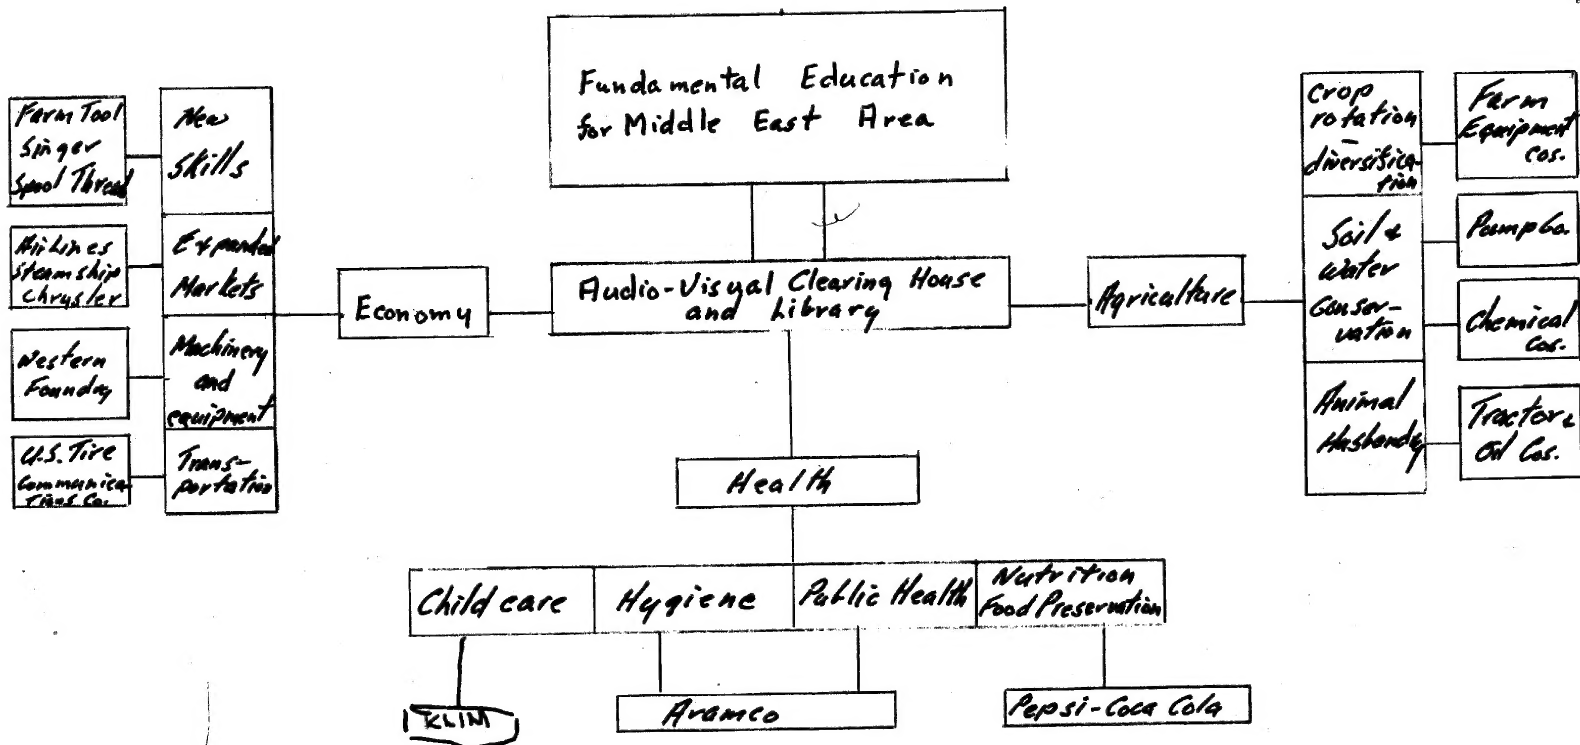 Fundamental Education
for Middle East Area
Farm Tool
Singer
Spool Thread
New
Skills
Air Lines
Steamship
Chrysler
Expanded
Markets
Western
Foundry
Machinery
and
equipment
U.S. Tire
Communica-
tions Co.
Trans-
portation
Economy
Audio-Visual Clearing House
and Library
Agriculture
Crop
rotation
–
diversifica-
tion
Farm
Equipment
Cos.
Soil &
Water
Conser-
vation
Pump Co.
Chemical
Cos.
Animal
Husbandry
Tractor &
Oil Cos.
Health
Child care
Hygiene
Public Health
Nutrition
Food Preservation
KLIM
Aramco
Pepsi-Coca Cola